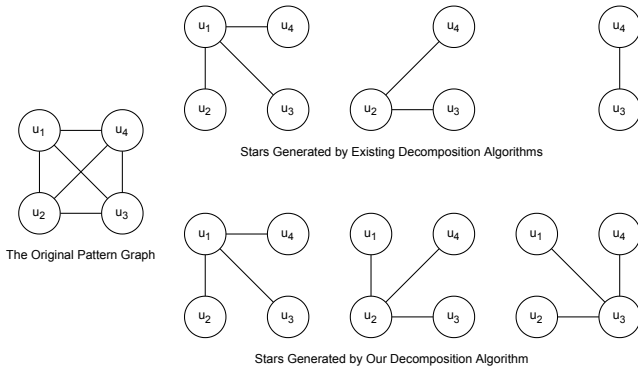 u1 u4
u2 u3
The Original Pattern Graph
u1 u4 u4 u4
u2 u3 u2 u3 u3
Stars Generated by Existing Decomposition Algorithms
u1 u4 u1 u4 u1 u4
u2 u3 u2 u3 u2 u3
Stars Generated by Our Decomposition Algorithm